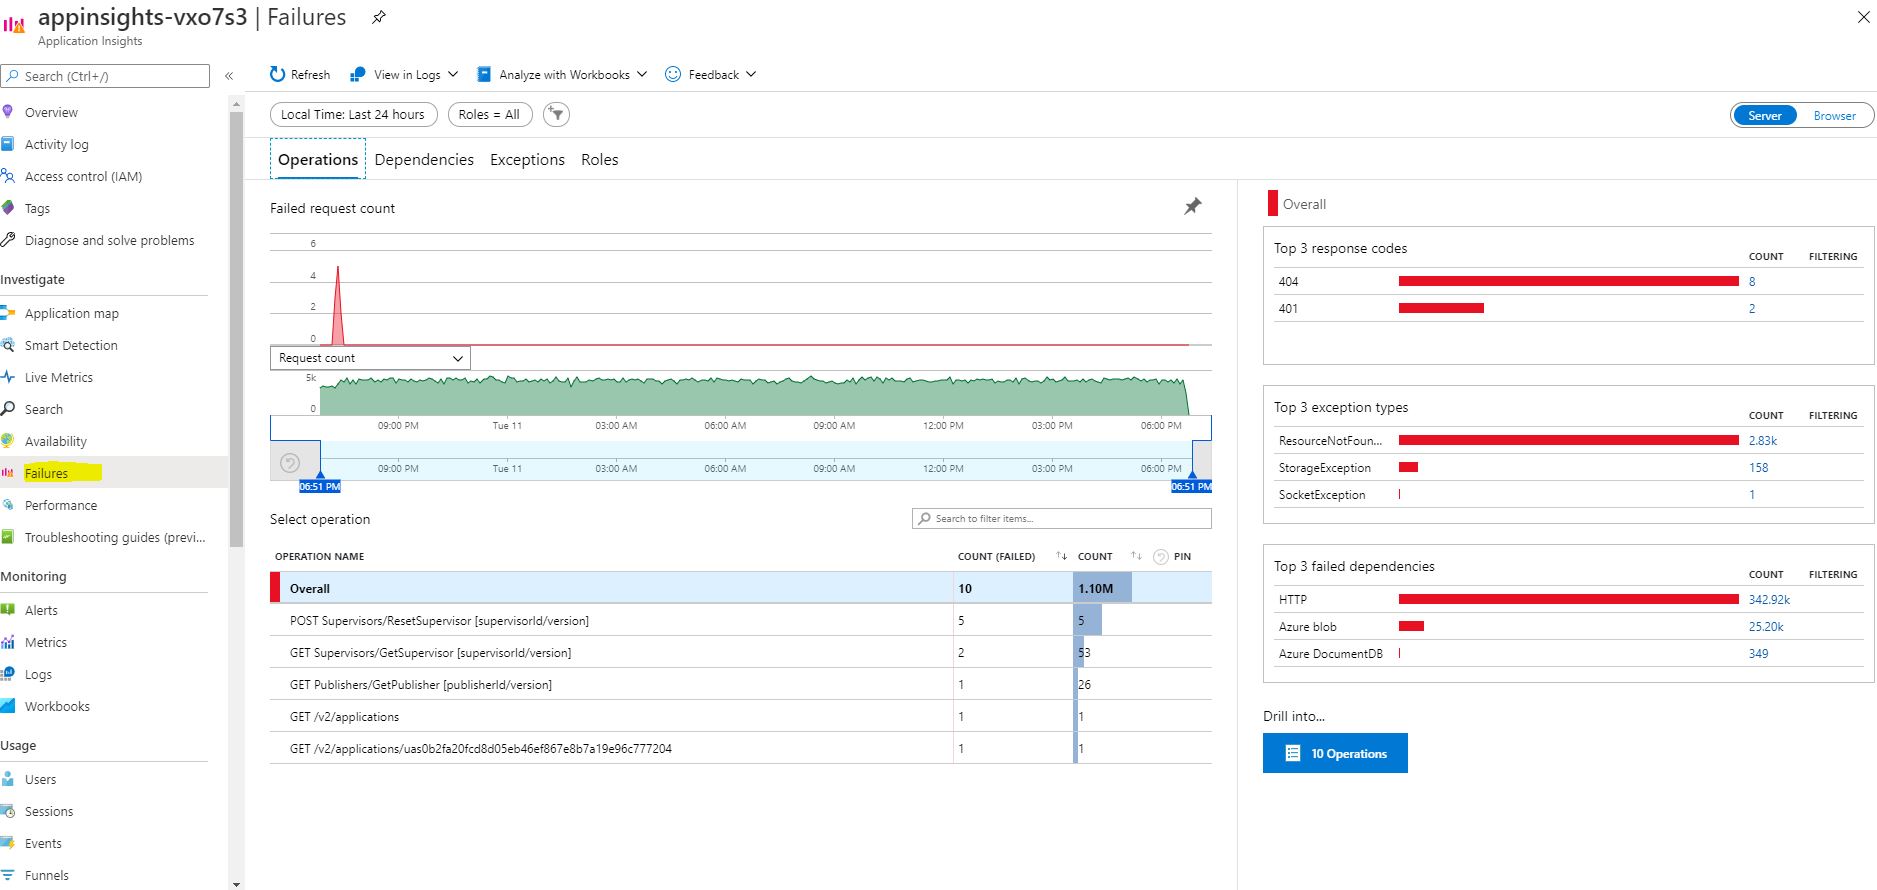 appinsights-vxo7s3 | Failures
Application Insights
Search (Ctrl+/)
«
Overview
Activity log
Access control (IAM)
Tags
Diagnose and solve problems
Investigate
Application map
Smart Detection
Live Metrics
Search
Availability
Failures
Performance
Troubleshooting guides (previ...
Monitoring
Alerts
Metrics
Logs
Workbooks
Usage
Users
Sessions
Events
Funnels
Refresh View in Logs Analyze with Workbooks Feedback
Local Time: Last 24 hours Roles = All
Server Browser
Operations Dependencies Exceptions Roles
Failed request count
6
4
2
0
Request count
5k
0
09:00 PM Tue 11 03:00 AM 06:00 AM 09:00 AM 12:00 PM 03:00 PM 06:00 PM
09:00 PM Tue 11 03:00 AM 06:00 AM 09:00 AM 12:00 PM 03:00 PM 06:00 PM
06:51 PM 06:51 PM
Select operation
Search to filter items...
OPERATION NAME COUNT (FAILED) COUNT PIN
Overall 10 1.10M
POST Supervisors/ResetSupervisor [supervisorId/version] 5 5
GET Supervisors/GetSupervisor [supervisorId/version] 2 53
GET Publishers/GetPublisher [publisherId/version] 1 26
GET /v2/applications 1 1
GET /v2/applications/uas0b2fa20fcd8d05eb46ef867e8b7a19e96c777204 1 1
Overall
Top 3 response codes
COUNT FILTERING
404 8
401 2
Top 3 exception types
COUNT FILTERING
ResourceNotFoun... 2.83k
StorageException 158
SocketException 1
Top 3 failed dependencies
COUNT FILTERING
HTTP 342.92k
Azure blob 25.20k
Azure DocumentDB 349
Drill into...
10 Operations